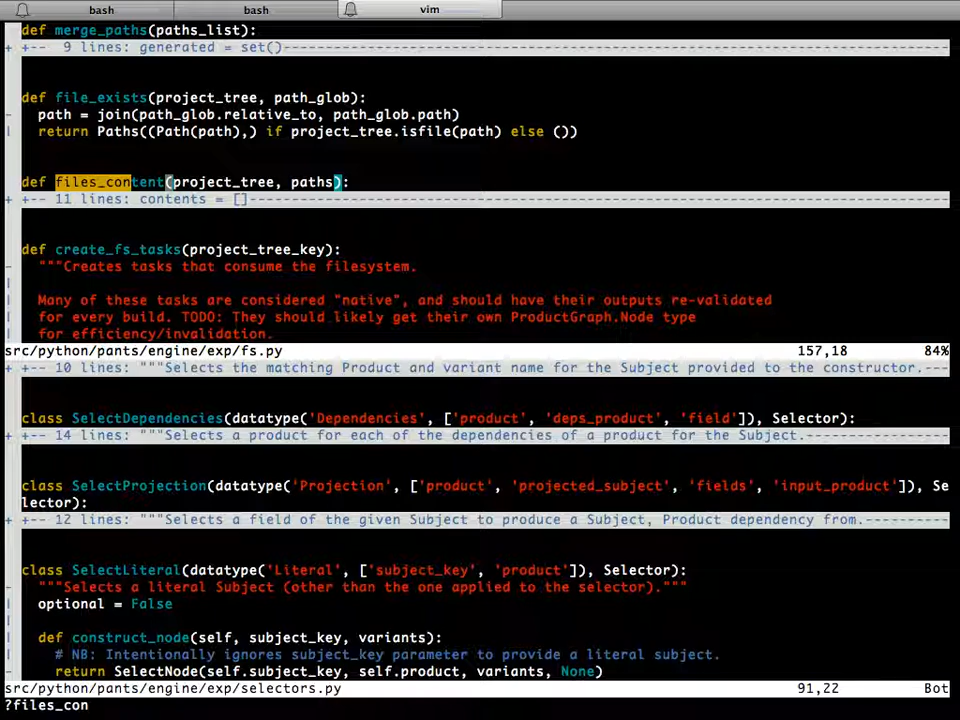 bash bash vim
def merge_paths(paths_list):
+ +-- 9 lines: generated = set()--------------------------------------------------------------------------------
def file_exists(project_tree, path_glob):
- path = join(path_glob.relative_to, path_glob.path)
| return Paths((Path(path),) if project_tree.isfile(path) else ())
def files_content(project_tree, paths):
+ +-- 11 lines: contents = []------------------------------------------------------------------------------------
def create_fs_tasks(project_tree_key):
- """Creates tasks that consume the filesystem.
|
| Many of these tasks are considered "native", and should have their outputs re-validated
| for every build. TODO: They should likely get their own ProductGraph.Node type
| for efficiency/invalidation.
src/python/pants/engine/exp/fs.py 157,18 84%
+ +-- 10 lines: """Selects the matching Product and variant name for the Subject provided to the constructor.---
class SelectDependencies(datatype('Dependencies', ['product', 'deps_product', 'field']), Selector):
+ +-- 14 lines: """Selects a product for each of the dependencies of a product for the Subject.-----------------
class SelectProjection(datatype('Projection', ['product', 'projected_subject', 'fields', 'input_product']), Se
lector):
+ +-- 12 lines: """Selects a field of the given Subject to produce a Subject, Product dependency from.----------
class SelectLiteral(datatype('Literal', ['subject_key', 'product']), Selector):
- """Selects a literal Subject (other than the one applied to the selector)."""
| optional = False
|
| def construct_node(self, subject_key, variants):
- # NB: Intentionally ignores subject_key parameter to provide a literal subject.
| return SelectNode(self.subject_key, self.product, variants, None)
src/python/pants/engine/exp/selectors.py 91,22 Bot
?files_con